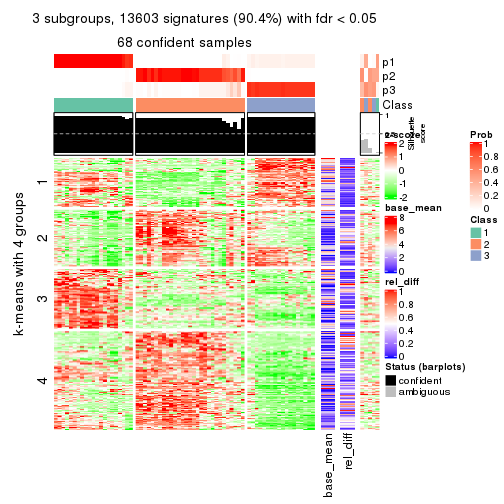 3 subgroups, 13603 signatures (90.4%) with fdr < 0.05
68 confident samples
p1
p2
p3
Class
1
Silhouette
score
z-score
2
1
0
-1
-2
Prob
1
0.8
0.6
0.4
0.2
0
base_mean
8
6
4
2
0
Class
1
2
3
rel_diff
1
0.8
0.6
0.4
0.2
0
Status (barplots)
confident
ambiguous
k-means with 4 groups
1
2
3
4
base_mean
rel_diff